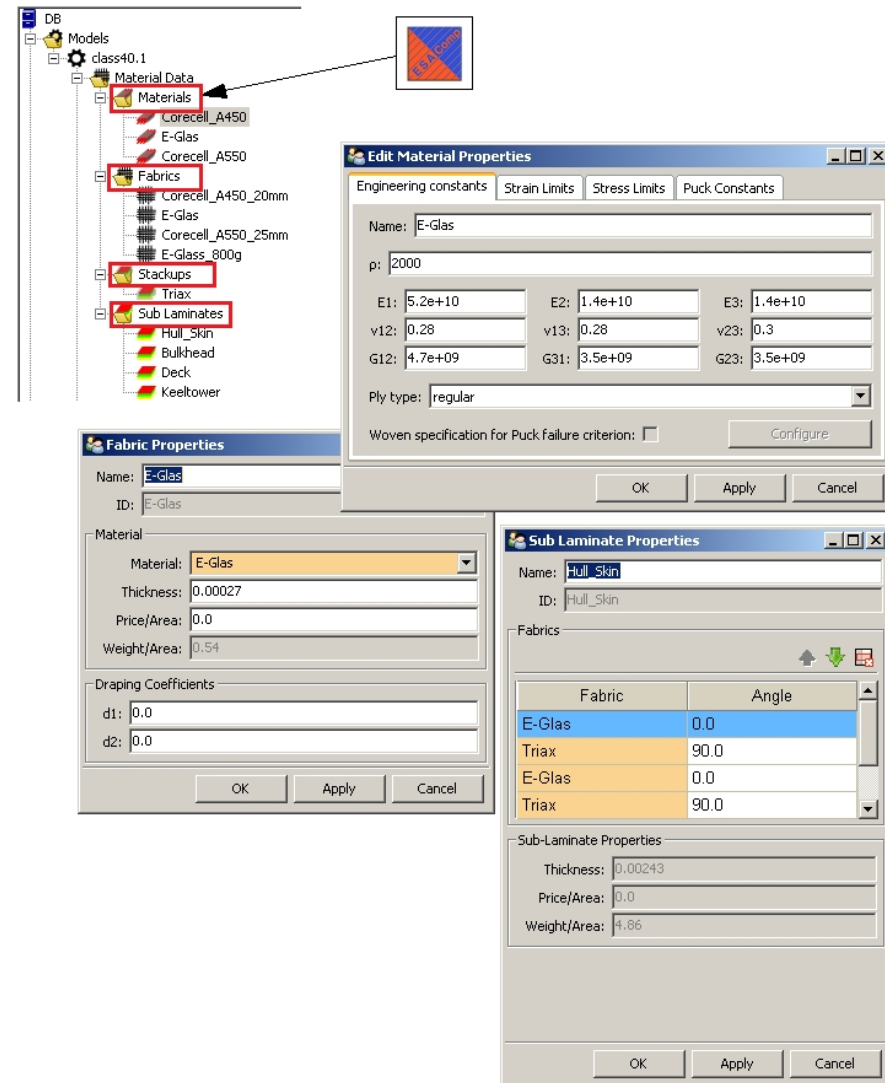 DB
Models
class40.1
Material Data
Materials
Corecell_A450
E-Glas
Corecell_A550
Fabrics
Corecell_A450_20mm
E-Glas
Corecell_A550_25mm
E-Glass_800g
Stackups
Triax
Sub Laminates
Hull_Skin
Bulkhead
Deck
Keeltower
ESAComp
Edit Material Properties
Engineering constants Strain Limits Stress Limits Puck Constants
Name: E-Glas
ρ: 2000
E1: 5.2e+10 E2: 1.4e+10 E3: 1.4e+10
ν12: 0.28 ν13: 0.28 ν23: 0.3
G12: 4.7e+09 G31: 3.5e+09 G23: 3.5e+09
Ply type: regular
Woven specification for Puck failure criterion: Configure
OK Apply Cancel
Fabric Properties
Name: E-Glas
ID: E-Glas
Material
Material: E-Glas
Thickness: 0.00027
Price/Area: 0.0
Weight/Area: 0.54
Draping Coefficients
d1: 0.0
d2: 0.0
OK Apply Cancel
Sub Laminate Properties
Name: Hull_Skin
ID: Hull_Skin
Fabrics
Fabric Angle
E-Glas 0.0
Triax 90.0
E-Glas 0.0
Triax 90.0
Sub-Laminate Properties
Thickness: 0.00243
Price/Area: 0.0
Weight/Area: 4.86
OK Apply Cancel